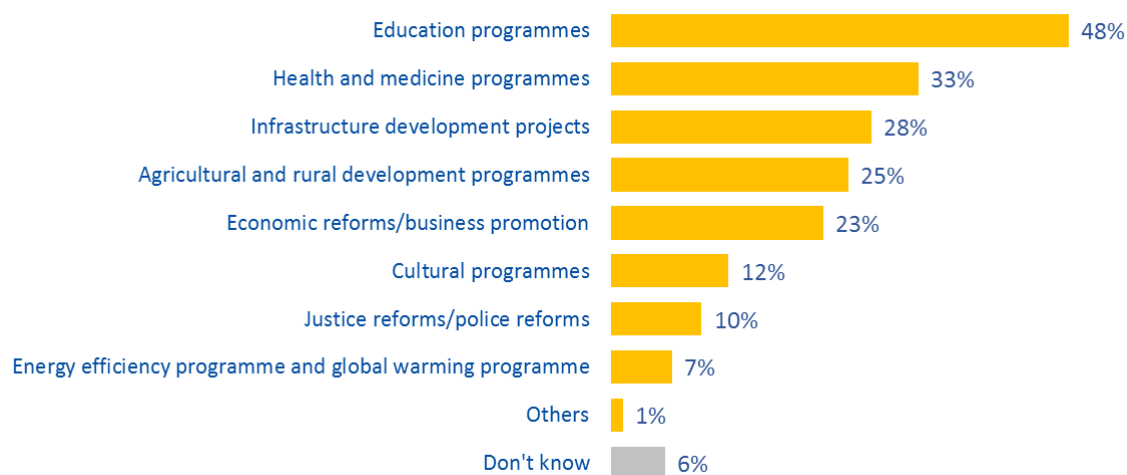 Education programmes 48%
Health and medicine programmes 33%
Infrastructure development projects 28%
Agricultural and rural development programmes 25%
Economic reforms/business promotion 23%
Cultural programmes 12%
Justice reforms/police reforms 10%
Energy efficiency programme and global warming programme 7%
Others 1%
Don't know 6%